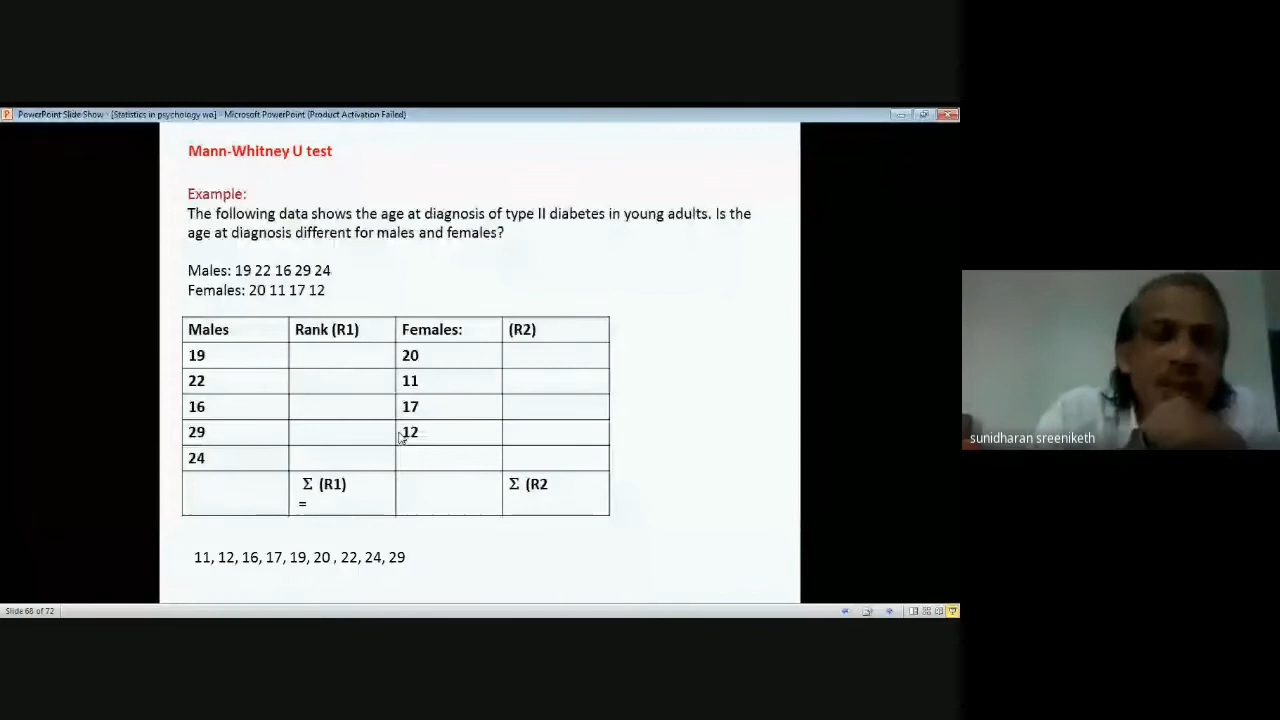 PowerPoint Slide Show - [Statistics in psychology wo] - Microsoft PowerPoint (Product Activation Failed)
Mann-Whitney U test
Example:
The following data shows the age at diagnosis of type II diabetes in young adults. Is the
age at diagnosis different for males and females?
Males: 19 22 16 29 24
Females: 20 11 17 12
Males Rank (R1) Females: (R2)
19 20
22 11
16 17
29 12
24
Σ (R1) Σ (R2
=
11, 12, 16, 17, 19, 20 , 22, 24, 29
sunidharan sreeniketh
Slide 68 of 72